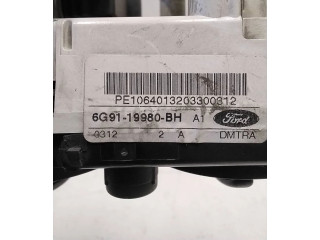 PE1064013203300312
6G91-19980-BH A1
Ford
0312 2 A DMTRA